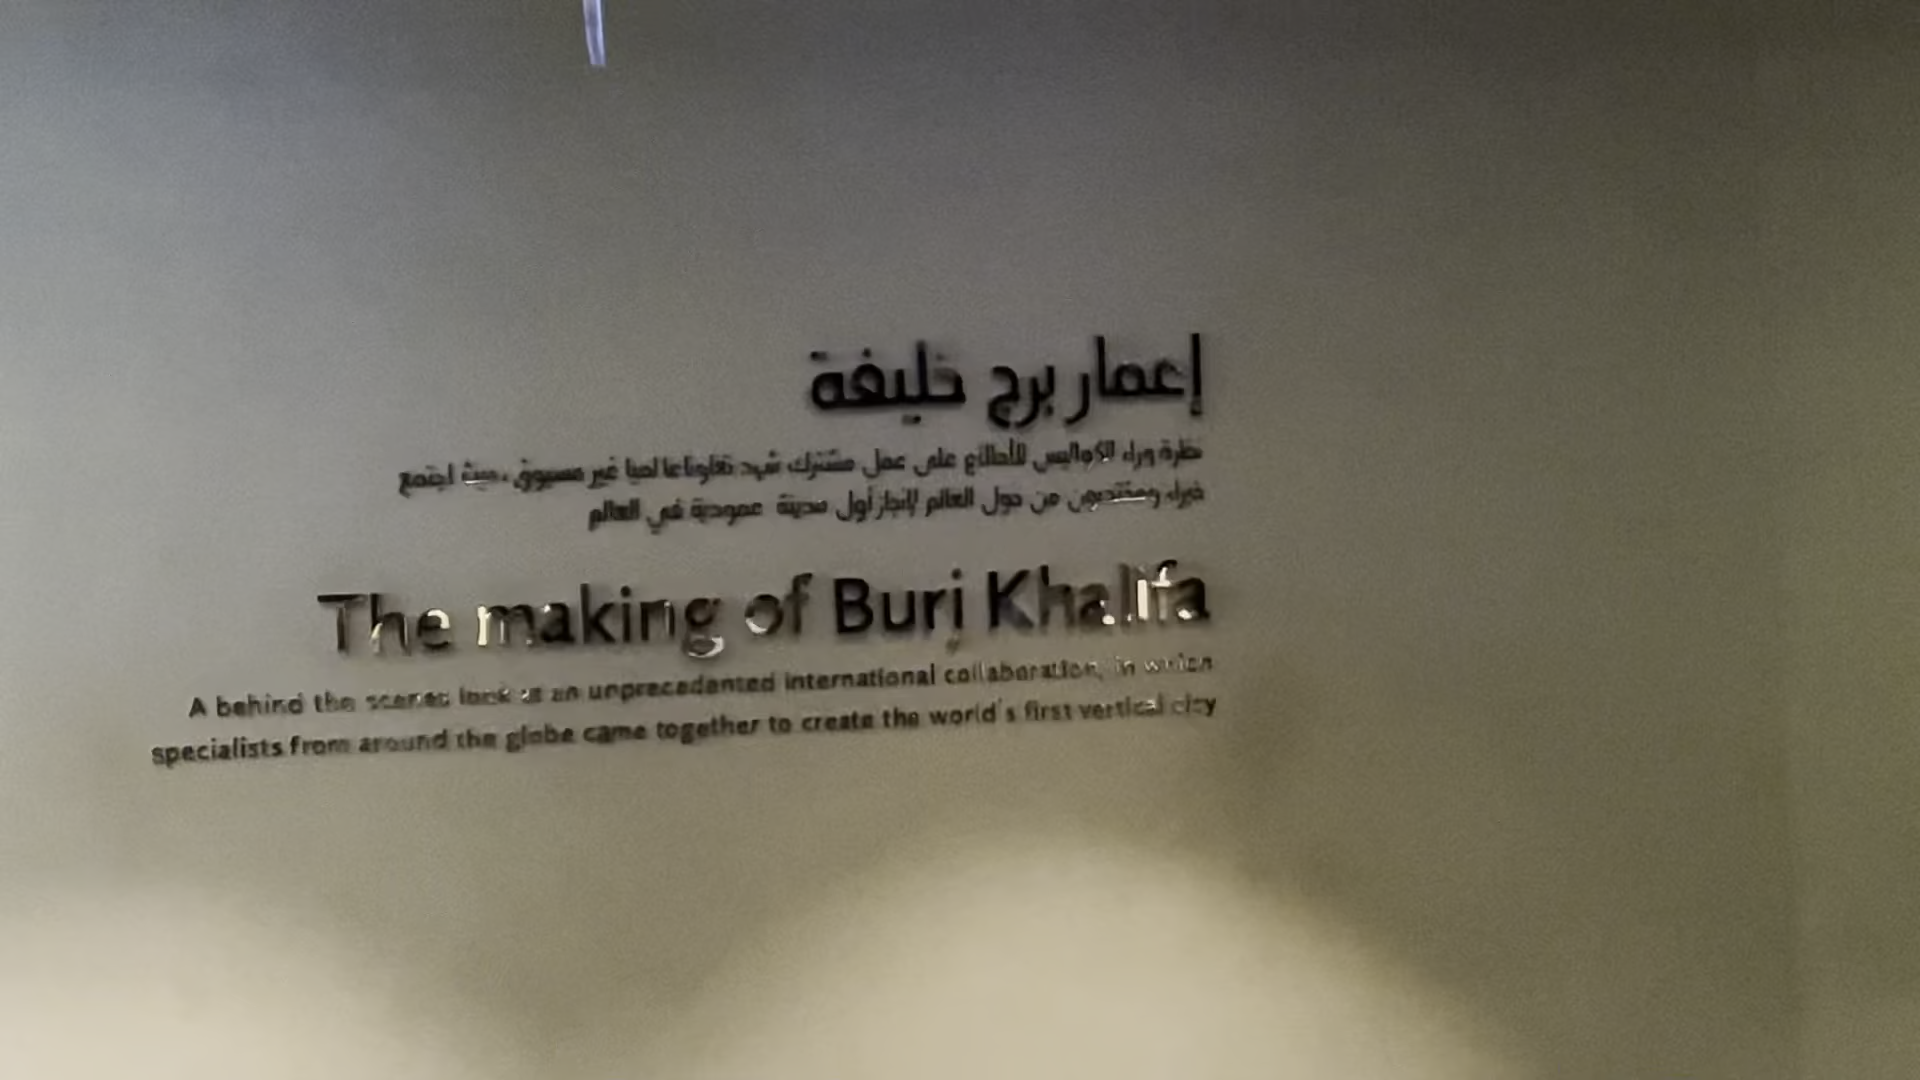 إعمار برج خليفة
نظرة وراء الكواليس للأطلاع على عمل مشترك شهد تعاونا عالميا غير مسبوق، حيث اجتمع
خبراء ومختصون من حول العالم لإنجاز أول مدينة عمودية في العالم
The making of Burj Khalifa
A behind the scenes look at an unprecedented international collaboration, in which
specialists from around the globe came together to create the world's first vertical city